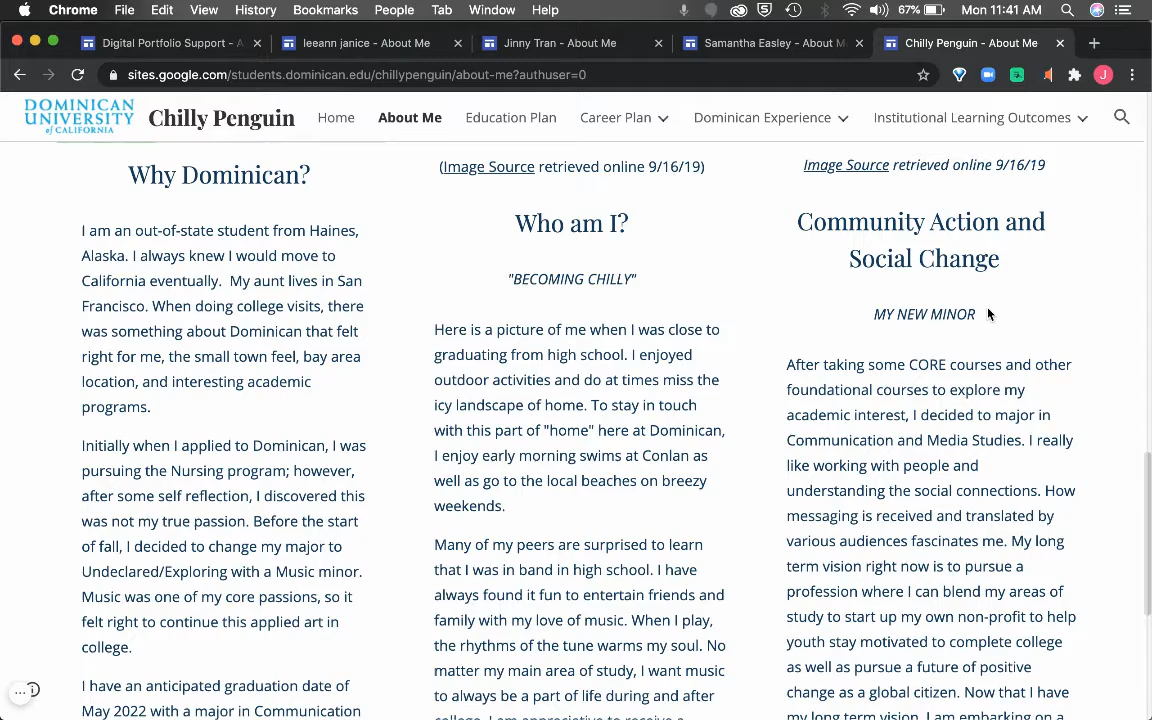 Chrome File Edit View History Bookmarks People Tab Window Help 67% Mon 11:41 AM
Digital Portfolio Support - A
leeann janice - About Me
Jinny Tran - About Me
Samantha Easley - About M
Chilly Penguin - About Me
sites.google.com/students.dominican.edu/chillypenguin/about-me?authuser=0
J
DOMINICAN
UNIVERSITY
of CALIFORNIA
Chilly Penguin
Home About Me Education Plan Career Plan Dominican Experience Institutional Learning Outcomes
Why Dominican?
I am an out-of-state student from Haines,
Alaska. I always knew I would move to
California eventually. My aunt lives in San
Francisco. When doing college visits, there
was something about Dominican that felt
right for me, the small town feel, bay area
location, and interesting academic
programs.
Initially when I applied to Dominican, I was
pursuing the Nursing program; however,
after some self reflection, I discovered this
was not my true passion. Before the start
of fall, I decided to change my major to
Undeclared/Exploring with a Music minor.
Music was one of my core passions, so it
felt right to continue this applied art in
college.
I have an anticipated graduation date of
May 2022 with a major in Communication
(Image Source retrieved online 9/16/19)
Who am I?
"BECOMING CHILLY"
Here is a picture of me when I was close to
graduating from high school. I enjoyed
outdoor activities and do at times miss the
icy landscape of home. To stay in touch
with this part of "home" here at Dominican,
I enjoy early morning swims at Conlan as
well as go to the local beaches on breezy
weekends.
Many of my peers are surprised to learn
that I was in band in high school. I have
always found it fun to entertain friends and
family with my love of music. When I play,
the rhythms of the tune warms my soul. No
matter my main area of study, I want music
to always be a part of life during and after
college. I am appreciative to receive a
Image Source retrieved online 9/16/19
Community Action and
Social Change
MY NEW MINOR
After taking some CORE courses and other
foundational courses to explore my
academic interest, I decided to major in
Communication and Media Studies. I really
like working with people and
understanding the social connections. How
messaging is received and translated by
various audiences fascinates me. My long
term vision right now is to pursue a
profession where I can blend my areas of
study to start up my own non-profit to help
youth stay motivated to complete college
as well as pursue a future of positive
change as a global citizen. Now that I have
my long term vision, I am embarking on a